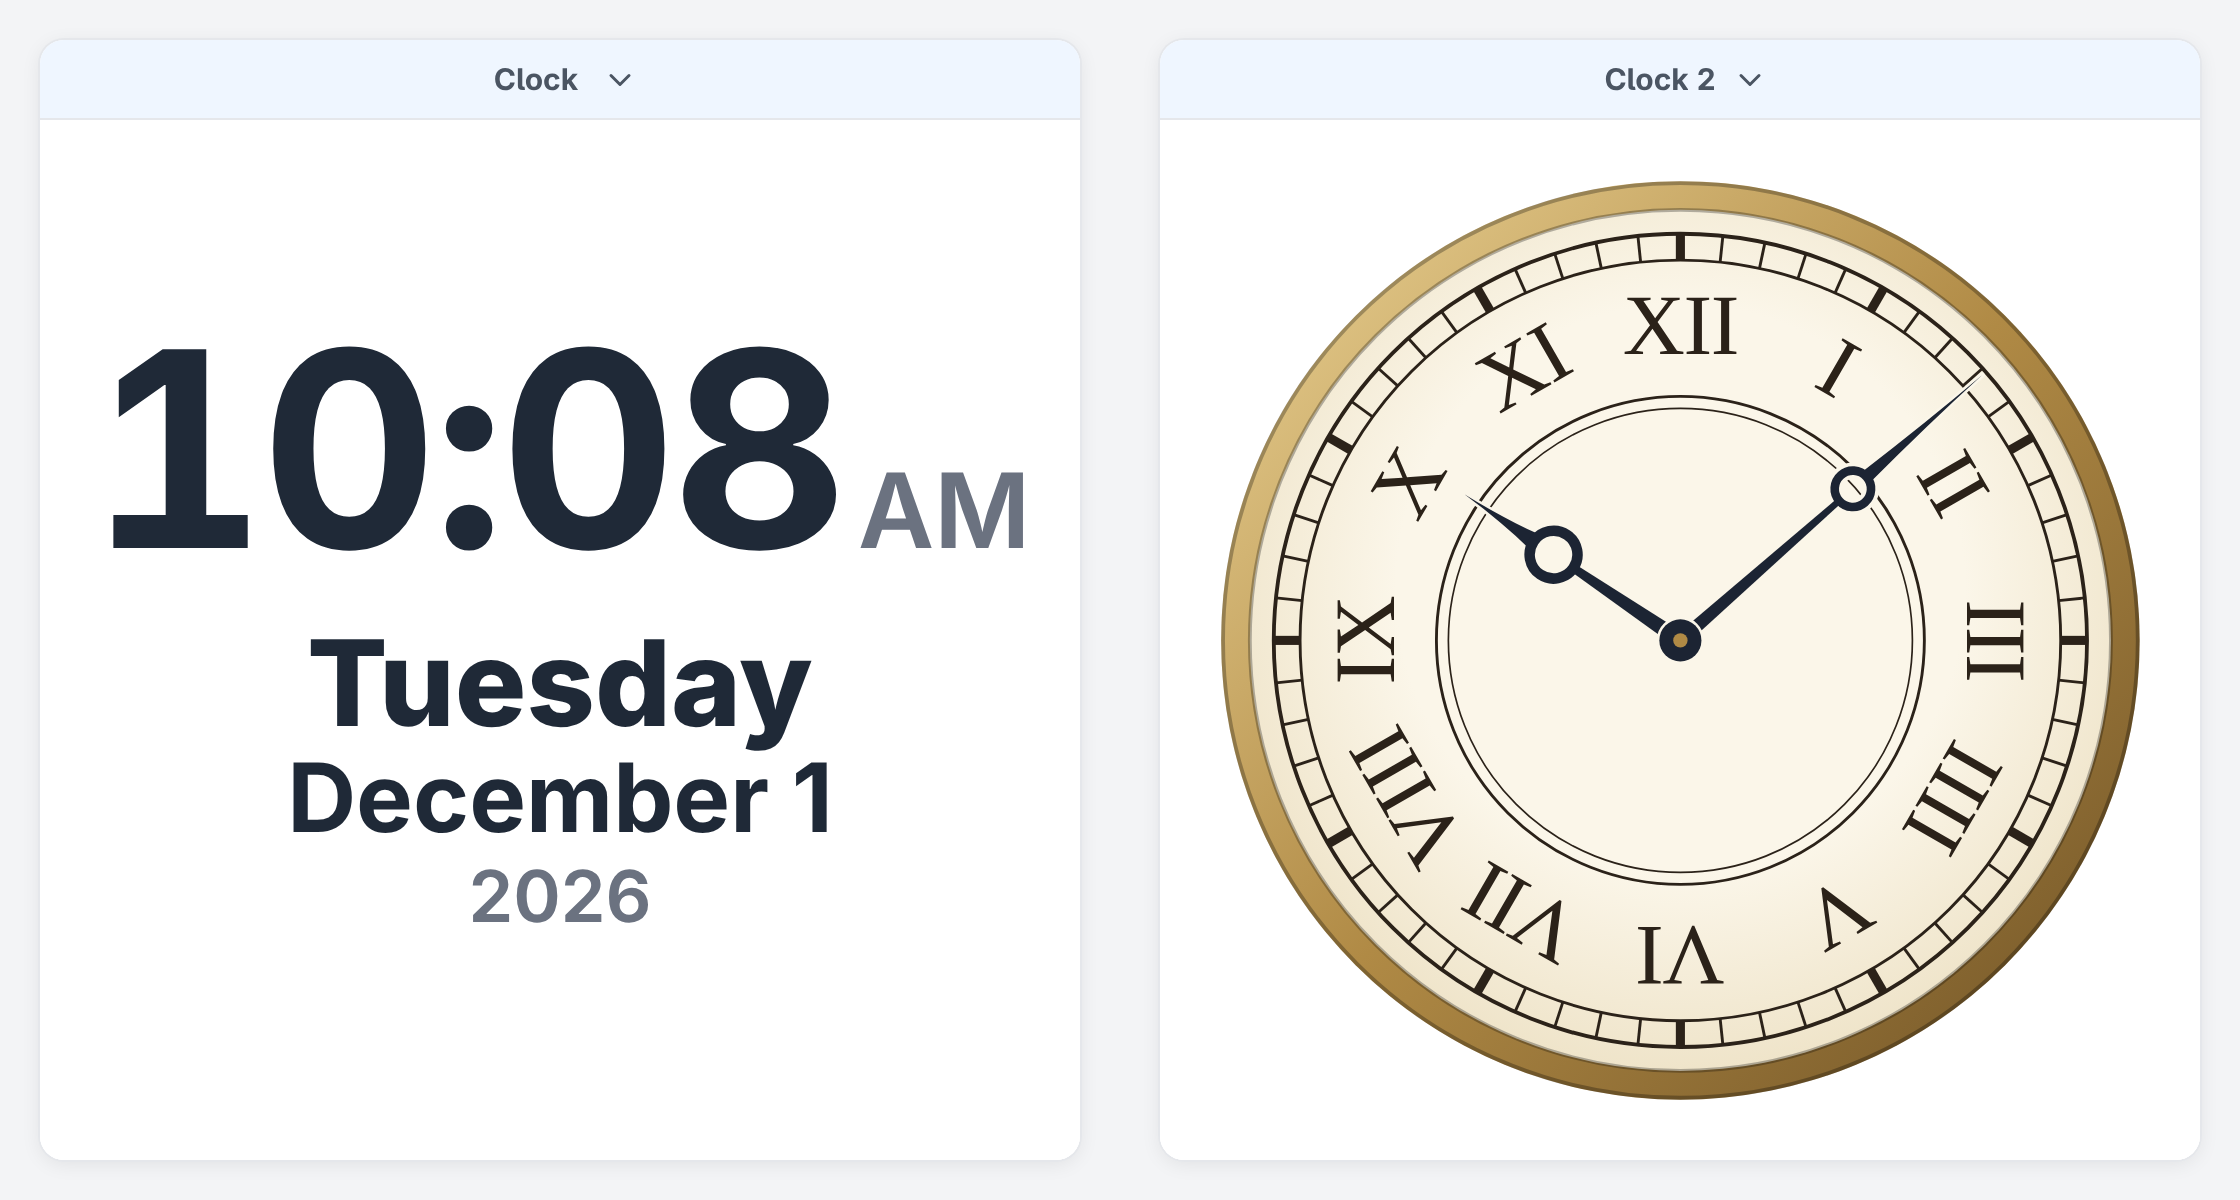 Clock
10:08 AM
Tuesday
December 1
2026
Clock 2
XII
I
II
III
IIII
V
VI
VII
VIII
IX
X
XI